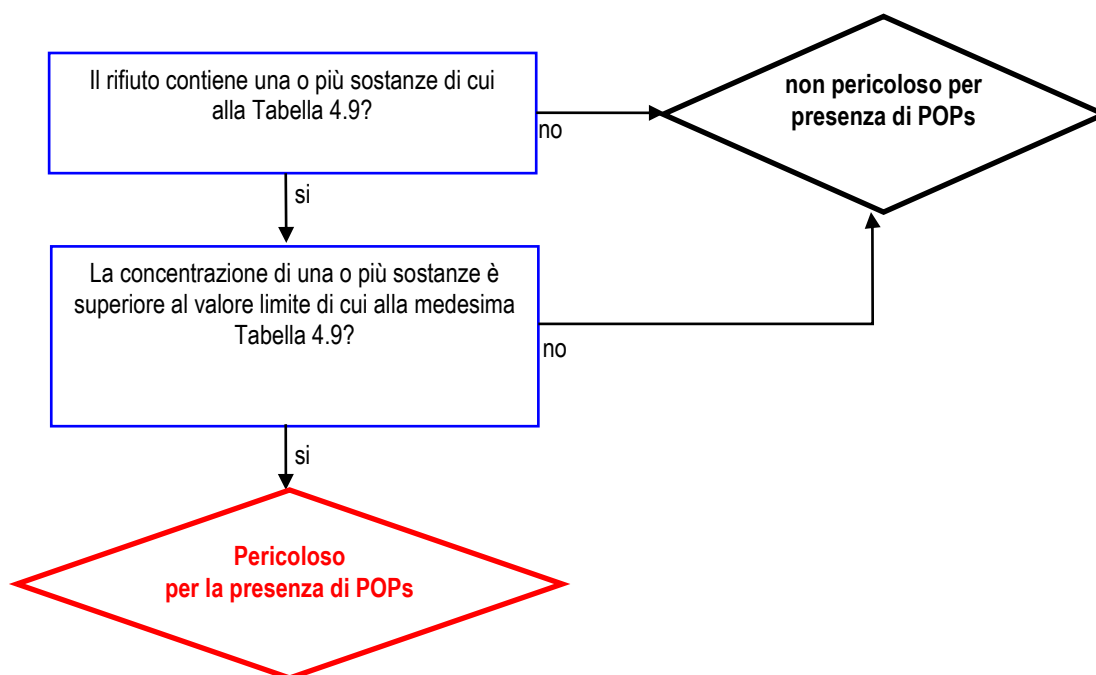 Il rifiuto contiene una o più sostanze di cui
alla Tabella 4.9?
no
non pericoloso per
presenza di POPs
si
La concentrazione di una o più sostanze è
superiore al valore limite di cui alla medesima
Tabella 4.9?
no
si
Pericoloso
per la presenza di POPs